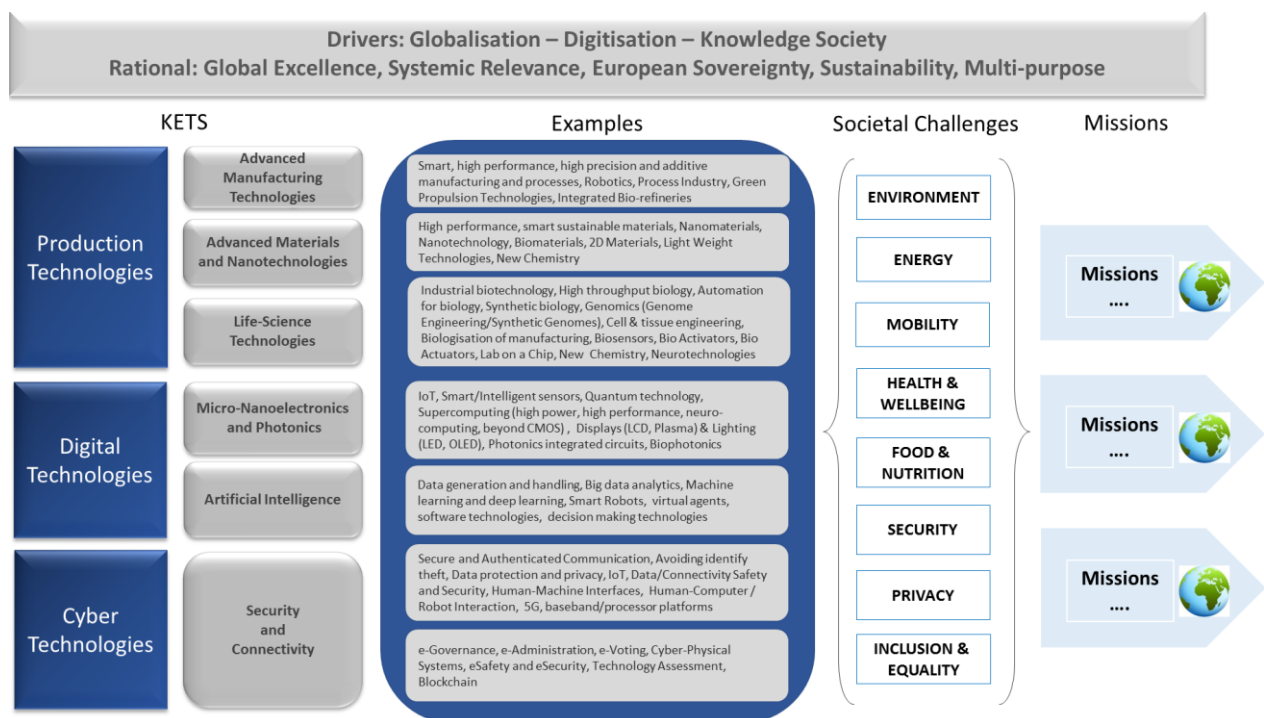 Drivers: Globalisation – Digitisation – Knowledge Society
Rational: Global Excellence, Systemic Relevance, European Sovereignty, Sustainability, Multi-purpose
KETS
Examples
Societal Challenges
Missions
Production
Technologies
Advanced
Manufacturing
Technologies
Smart, high performance, high precision and additive
manufacturing and processes, Robotics, Process Industry, Green
Propulsion Technologies, Integrated Bio-refineries
Advanced Materials
and Nanotechnologies
High performance, smart sustainable materials, Nanomaterials,
Nanotechnology, Biomaterials, 2D Materials, Light Weight
Technologies, New Chemistry
Life-Science
Technologies
Industrial biotechnology, High throughput biology, Automation
for biology, Synthetic biology, Genomics (Genome
Engineering/Synthetic Genomes), Cell & tissue engineering,
Biologisation of manufacturing, Biosensors, Bio Activators, Bio
Actuators, Lab on a Chip, New Chemistry, Neurotechnologies
Digital
Technologies
Micro-Nanoelectronics
and Photonics
IoT, Smart/Intelligent sensors, Quantum technology,
Supercomputing (high power, high performance, neuro-
computing, beyond CMOS) , Displays (LCD, Plasma) & Lighting
(LED, OLED), Photonics integrated circuits, Biophotonics
Artificial Intelligence
Data generation and handling, Big data analytics, Machine
learning and deep learning, Smart Robots, virtual agents,
software technologies, decision making technologies
Cyber
Technologies
Security
and
Connectivity
Secure and Authenticated Communication, Avoiding identify
theft, Data protection and privacy, IoT, Data/Connectivity Safety
and Security, Human-Machine Interfaces, Human-Computer /
Robot Interaction, 5G, baseband/processor platforms
e-Governance, e-Administration, e-Voting, Cyber-Physical
Systems, eSafety and eSecurity, Technology Assessment,
Blockchain
ENVIRONMENT
ENERGY
MOBILITY
HEALTH &
WELLBEING
FOOD &
NUTRITION
SECURITY
PRIVACY
INCLUSION &
EQUALITY
Missions
....
Missions
....
Missions
....